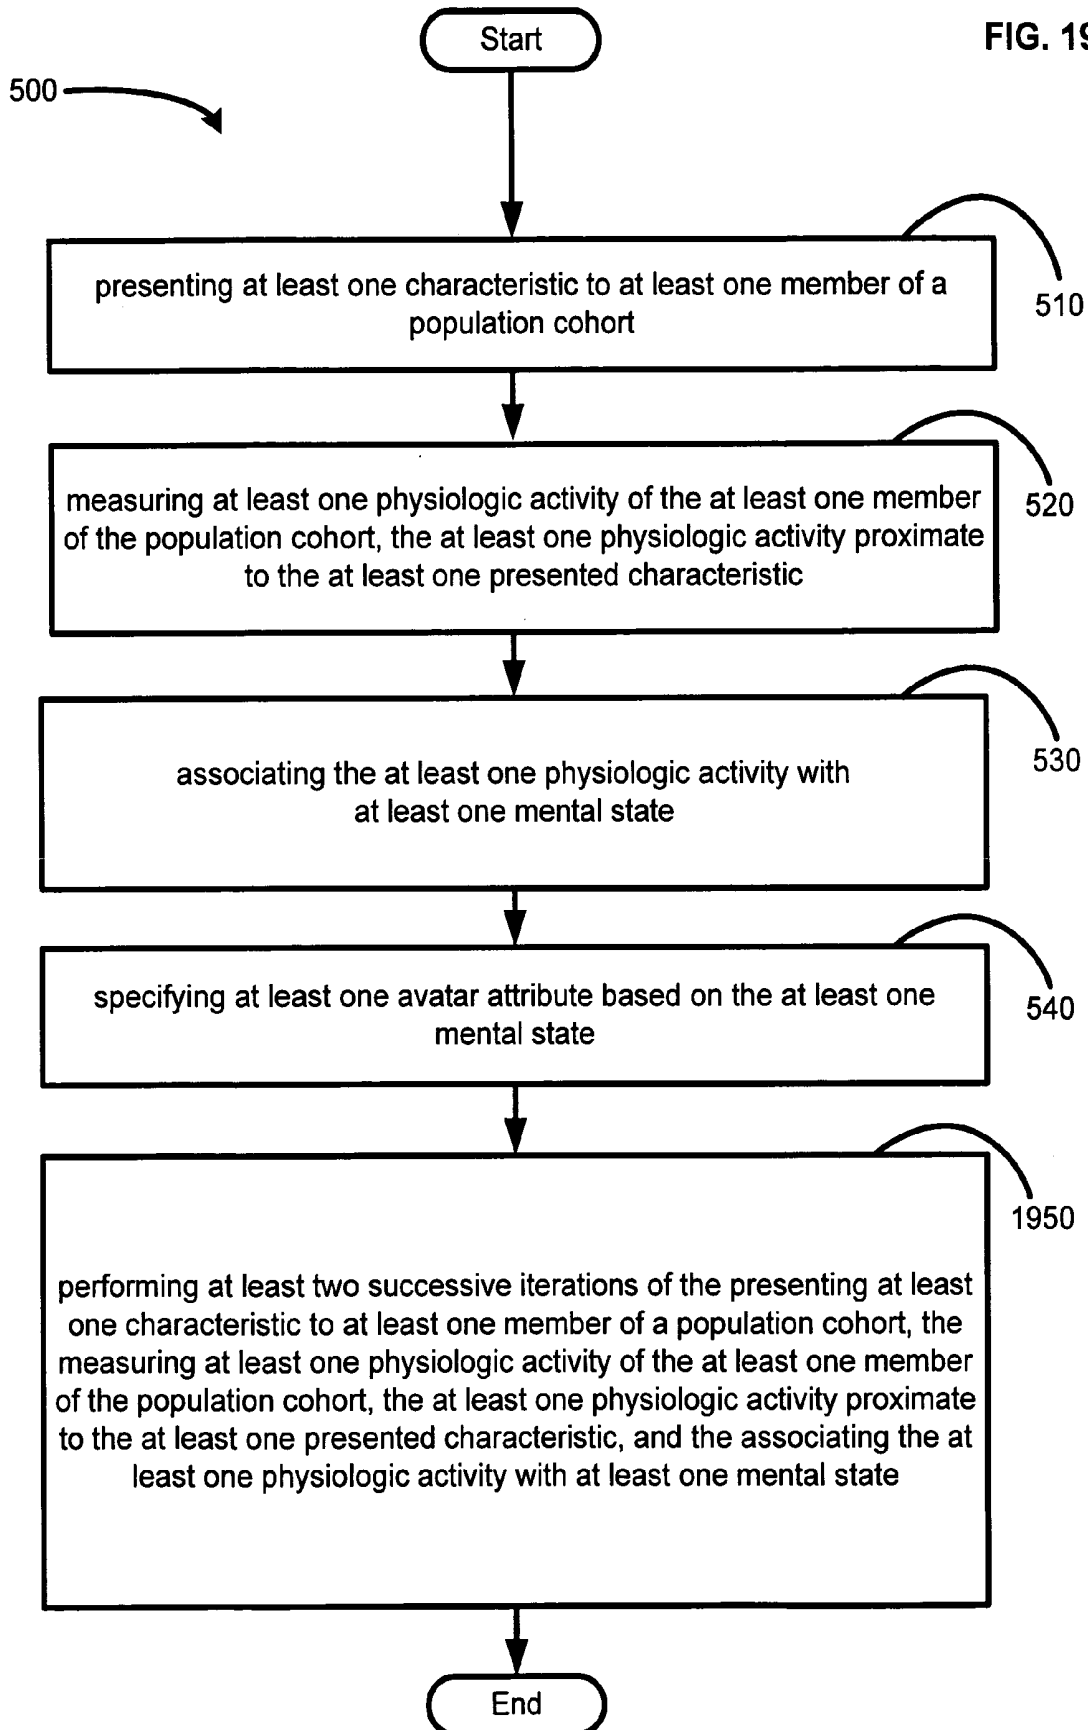 Start
FIG. 19
500
presenting at least one characteristic to at least one member of a
population cohort
510
measuring at least one physiologic activity of the at least one member
of the population cohort, the at least one physiologic activity proximate
to the at least one presented characteristic
520
associating the at least one physiologic activity with
at least one mental state
530
specifying at least one avatar attribute based on the at least one
mental state
540
performing at least two successive iterations of the presenting at least
one characteristic to at least one member of a population cohort, the
measuring at least one physiologic activity of the at least one member
of the population cohort, the at least one physiologic activity proximate
to the at least one presented characteristic, and the associating the at
least one physiologic activity with at least one mental state
1950
End